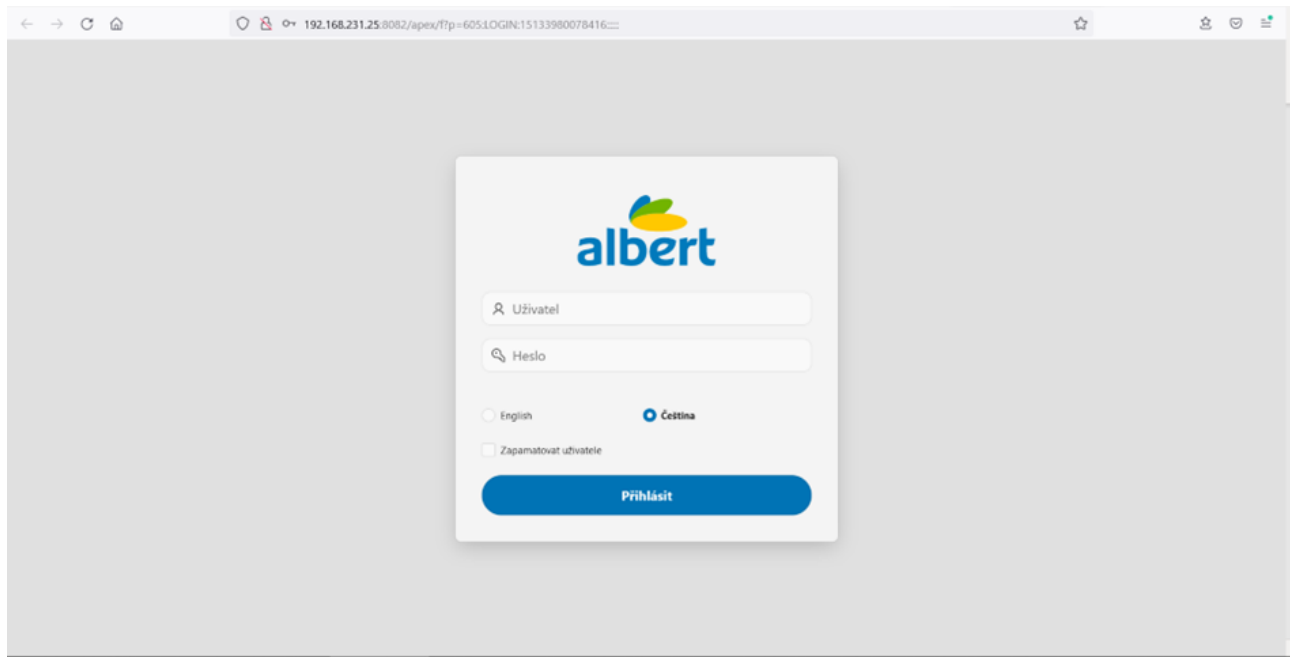 192.168.231.25:8082/apex/f?p=605:LOGIN:15133980078416:::::
albert
Uživatel
Heslo
English
Čeština
Zapamatovat uživatele
Přihlásit